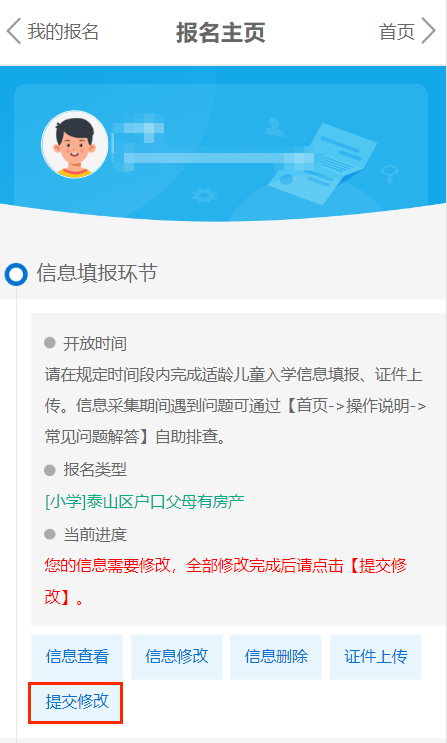 我的报名 报名主页 首页
信息填报环节
开放时间
请在规定时间段内完成适龄儿童入学信息填报、证件上
传。信息采集期间遇到问题可通过【首页->操作说明->
常见问题解答】自助排查。
报名类型
[小学]泰山区户口父母有房产
当前进度
您的信息需要修改，全部修改完成后请点击【提交修
改】。
信息查看 信息修改 信息删除 证件上传
提交修改